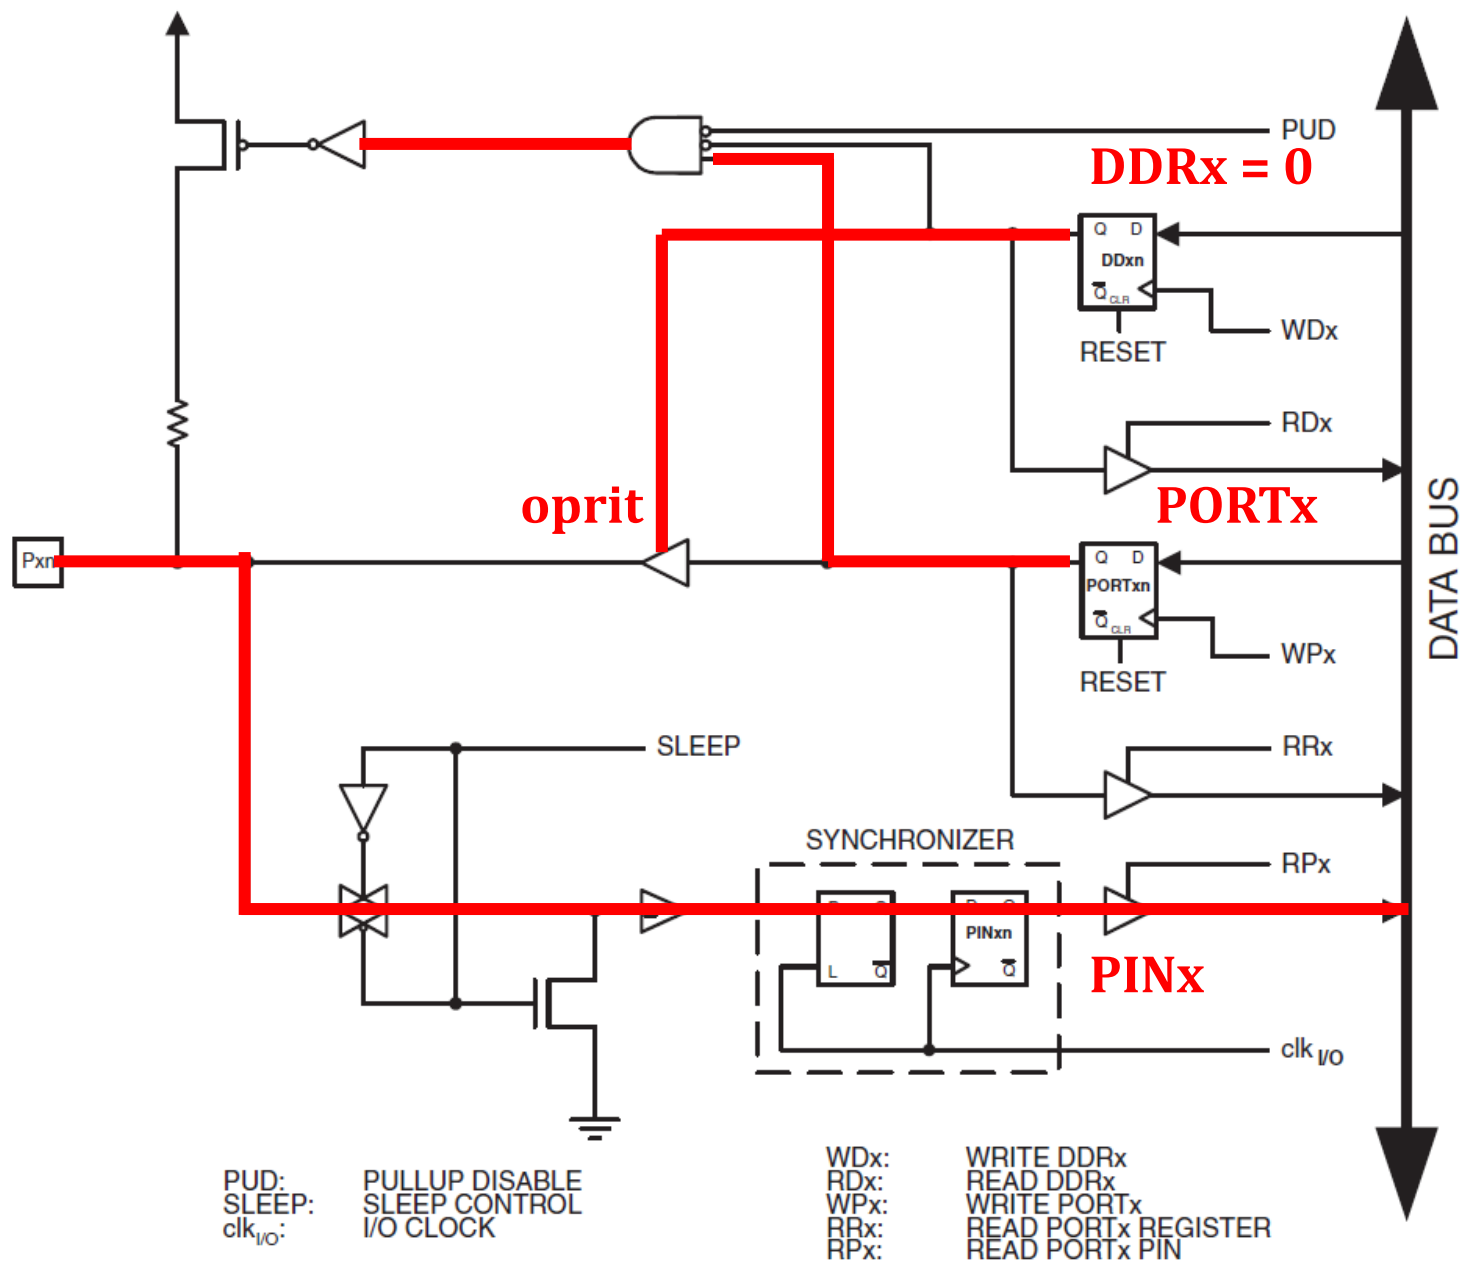 PUD
DDRx = 0
Q D
DDxn
Q CLR
WDx
RESET
RDx
oprit
PORTx
Pxn
Q D
PORTxn
Q CLR
WPx
RESET
DATA BUS
SLEEP
RRx
SYNCHRONIZER
RPx
PINxn
L Q
Q
PINx
clk I/O
PUD: PULLUP DISABLE
SLEEP: SLEEP CONTROL
clkI/O: I/O CLOCK
WDx: WRITE DDRx
RDx: READ DDRx
WPx: WRITE PORTx
RRx: READ PORTx REGISTER
RPx: READ PORTx PIN